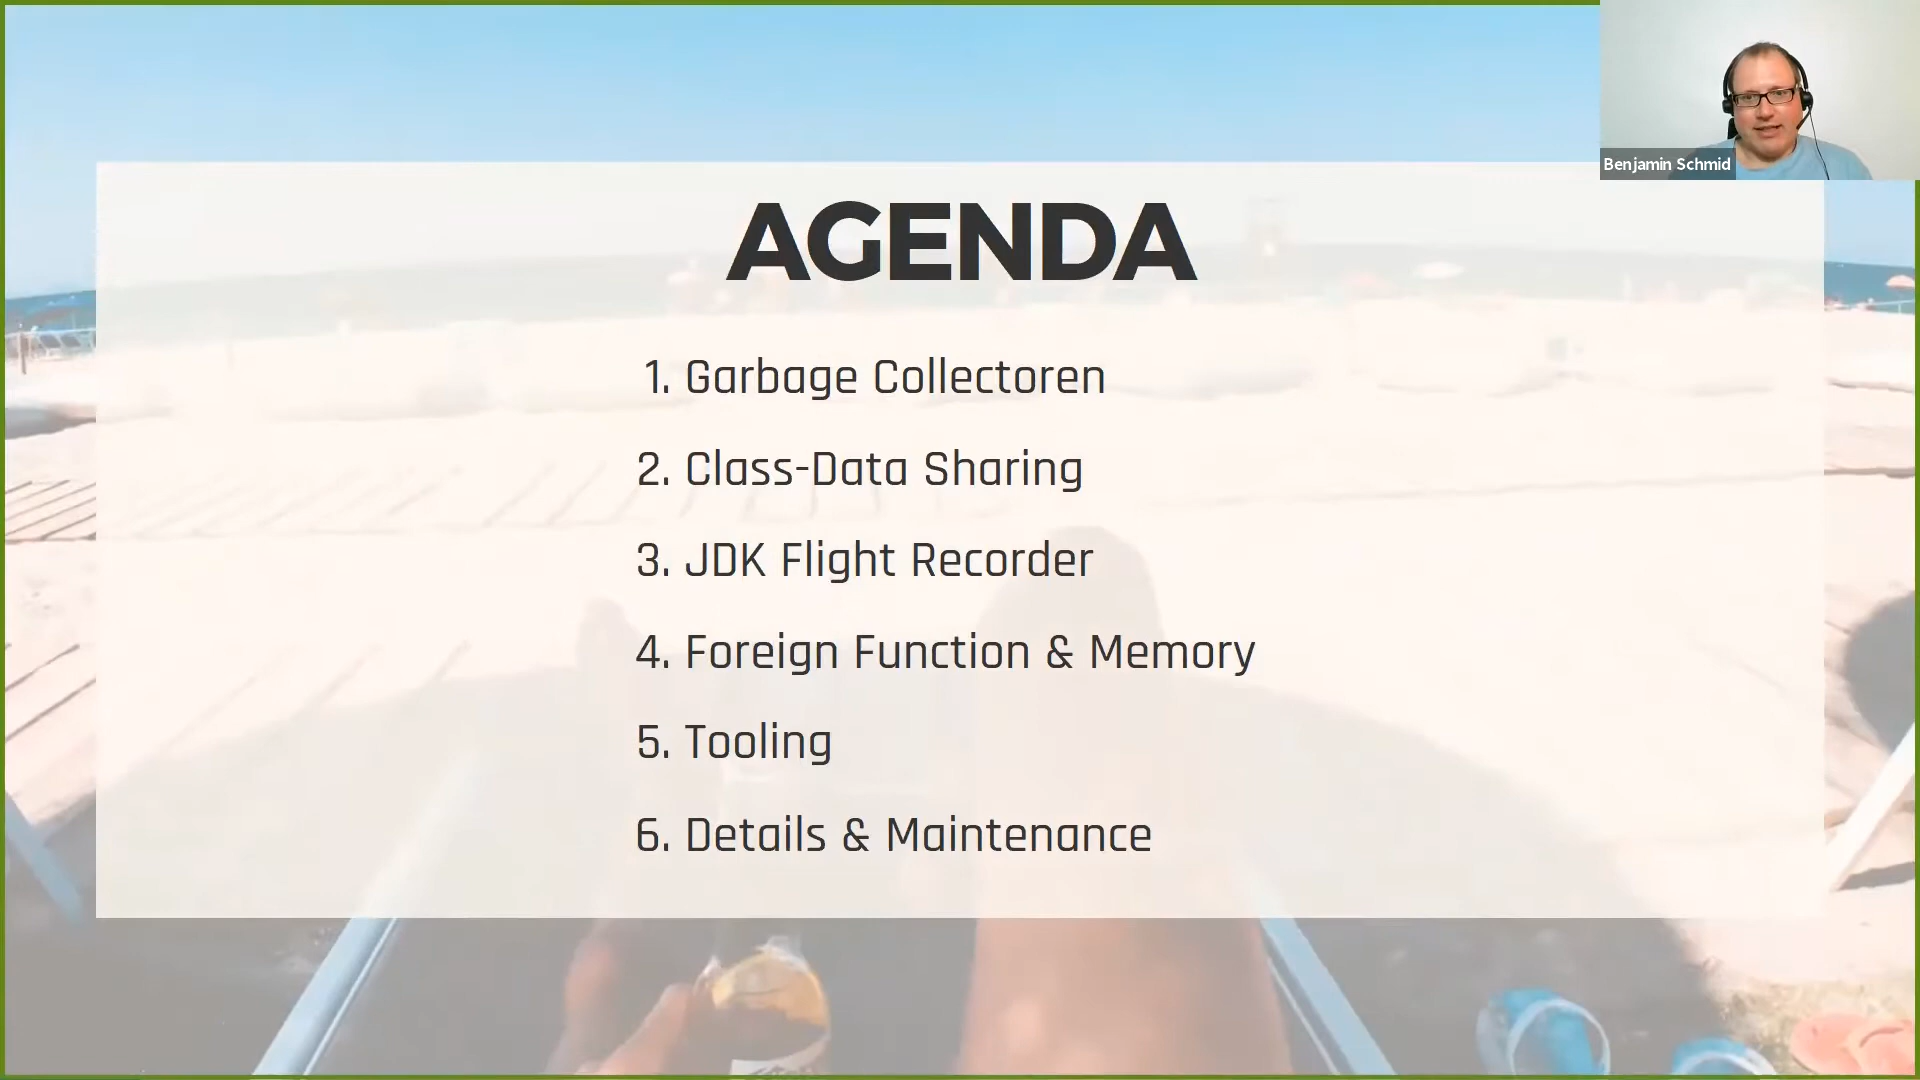 Benjamin Schmid
AGENDA
1. Garbage Collectoren
2. Class-Data Sharing
3. JDK Flight Recorder
4. Foreign Function & Memory
5. Tooling
6. Details & Maintenance